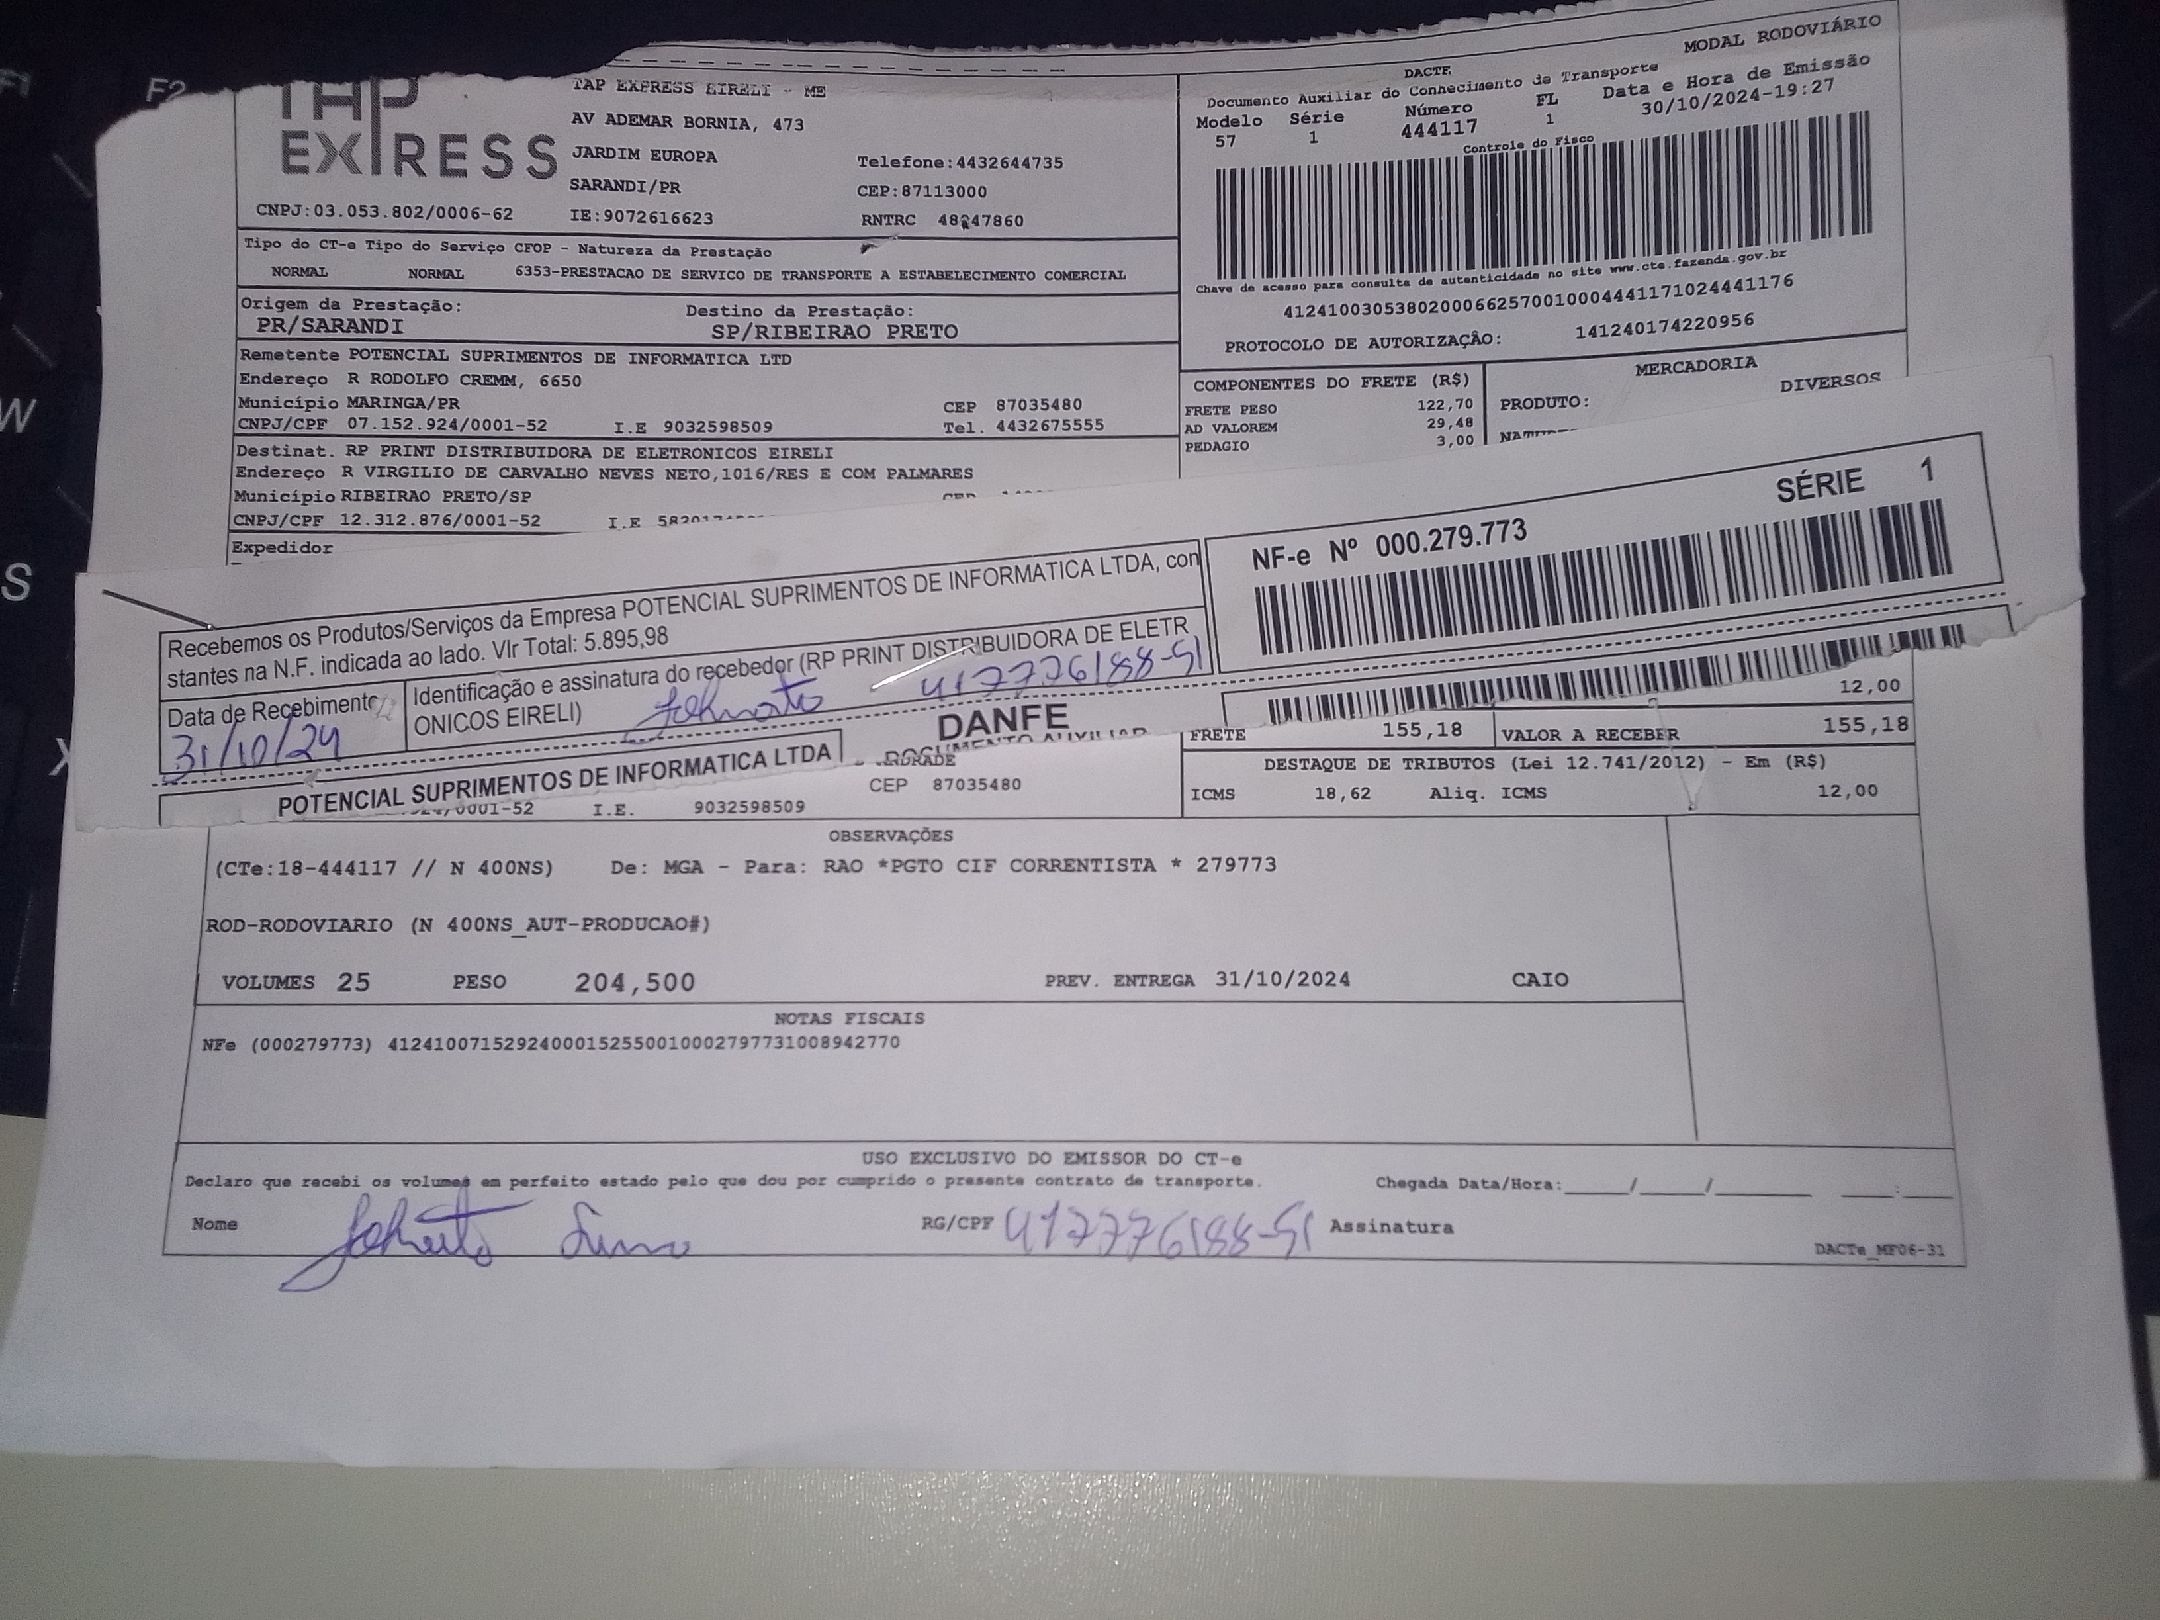 TAP
EXPRESS
TAP EXPRESS EIRELI - ME
AV ADEMAR BORNIA, 473
JARDIM EUROPA Telefone:4432644735
SARANDI/PR CEP:87113000
CNPJ:03.053.802/0006-62 IE:9072616623 RNTRC
MODAL RODOVIÁRIO
DACTE
Documento Auxiliar do Conhecimento de Transporte
Modelo Série Número FL Data e Hora de Emissão
57 1 444117 1 30/10/2024-19:27
Controle do Fisco
Chave de acesso para consulta de autenticidade no site www.cte.fazenda.gov.br
41241003053802000662570010004441171024441176
PROTOCOLO DE AUTORIZAÇÃO: 141240174220956
Tipo do CT-e Tipo do Serviço CFOP - Natureza da Prestação
NORMAL NORMAL 6353-PRESTACAO DE SERVICO DE TRANSPORTE A ESTABELECIMENTO COMERCIAL
Origem da Prestação: Destino da Prestação:
PR/SARANDI SP/RIBEIRAO PRETO
Remetente POTENCIAL SUPRIMENTOS DE INFORMATICA LTD
Endereço R RODOLFO CREMM, 6650
Município MARINGA/PR CEP 87035480
CNPJ/CPF 07.152.924/0001-52 I.E 9032598509 Tel. 4432675555
COMPONENTES DO FRETE (R$) MERCADORIA
FRETE PESO 122,70 PRODUTO: DIVERSOS
AD VALOREM 29,48
PEDAGIO 3,00
Destinat. RP PRINT DISTRIBUIDORA DE ELETRONICOS EIRELI
Endereço R VIRGILIO DE CARVALHO NEVES NETO,1016/RES E COM PALMARES
Município RIBEIRAO PRETO/SP
CNPJ/CPF 12.312.876/0001-52 I.E
Expedidor
Recebemos os Produtos/Serviços da Empresa POTENCIAL SUPRIMENTOS DE INFORMATICA LTDA, con
stantes na N.F. indicada ao lado. Vlr Total: 5.895,98
NF-e Nº 000.279.773 SÉRIE 1
Data de Recebimento
31/10/24
Identificação e assinatura do recebedor (RP PRINT DISTRIBUIDORA DE ELETR
ONICOS EIRELI)
417776188-51
DANFE
DOCUMENTO AUXILIAR
POTENCIAL SUPRIMENTOS DE INFORMATICA LTDA
CEP 87035480
/0001-52 I.E. 9032598509
12,00
FRETE 155,18 VALOR A RECEBER 155,18
DESTAQUE DE TRIBUTOS (Lei 12.741/2012) - Em (R$)
ICMS 18,62 Aliq. ICMS 12,00
OBSERVAÇÕES
(CTe:18-444117 // N 400NS) De: MGA - Para: RAO *PGTO CIF CORRENTISTA * 279773
ROD-RODOVIARIO (N 400NS_AUT-PRODUCAO#)
VOLUMES 25 PESO 204,500 PREV. ENTREGA 31/10/2024 CAIO
NOTAS FISCAIS
NFe (000279773) 41241007152924000152550010002797731008942770
USO EXCLUSIVO DO EMISSOR DO CT-e
Declaro que recebi os volumes em perfeito estado pelo que dou por cumprido o presente contrato de transporte. Chegada Data/Hora:_____/_____/________ ____:____
Nome RG/CPF 417776188-51 Assinatura
DACTe_MF06-31
F2
W
S